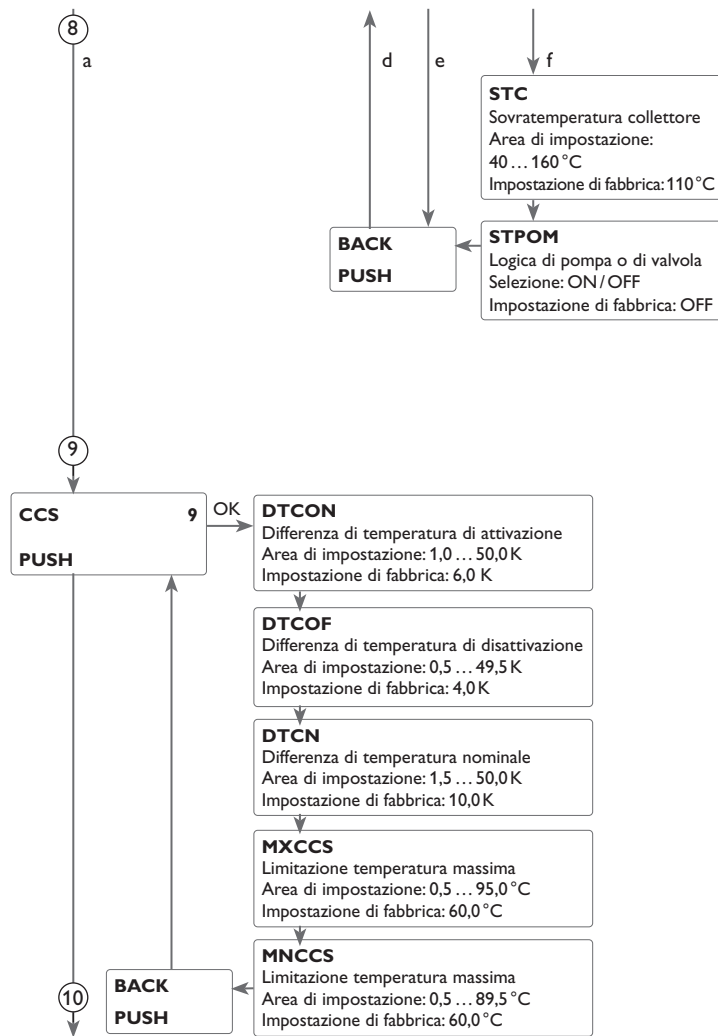 8
a
d
e
f
STC
Sovratemperatura collettore
Area di impostazione:
40 ... 160 °C
Impostazione di fabbrica: 110 °C
BACK
PUSH
STPOM
Logica di pompa o di valvola
Selezione: ON / OFF
Impostazione di fabbrica: OFF
9
CCS 9
PUSH
OK
DTCON
Differenza di temperatura di attivazione
Area di impostazione: 1,0 ... 50,0 K
Impostazione di fabbrica: 6,0 K
DTCOF
Differenza di temperatura di disattivazione
Area di impostazione: 0,5 ... 49,5 K
Impostazione di fabbrica: 4,0 K
DTCN
Differenza di temperatura nominale
Area di impostazione: 1,5 ... 50,0 K
Impostazione di fabbrica: 10,0 K
MXCCS
Limitazione temperatura massima
Area di impostazione: 0,5 ... 95,0 °C
Impostazione di fabbrica: 60,0 °C
MNCCS
Limitazione temperatura massima
Area di impostazione: 0,5 ... 89,5 °C
Impostazione di fabbrica: 60,0 °C
BACK
PUSH
10